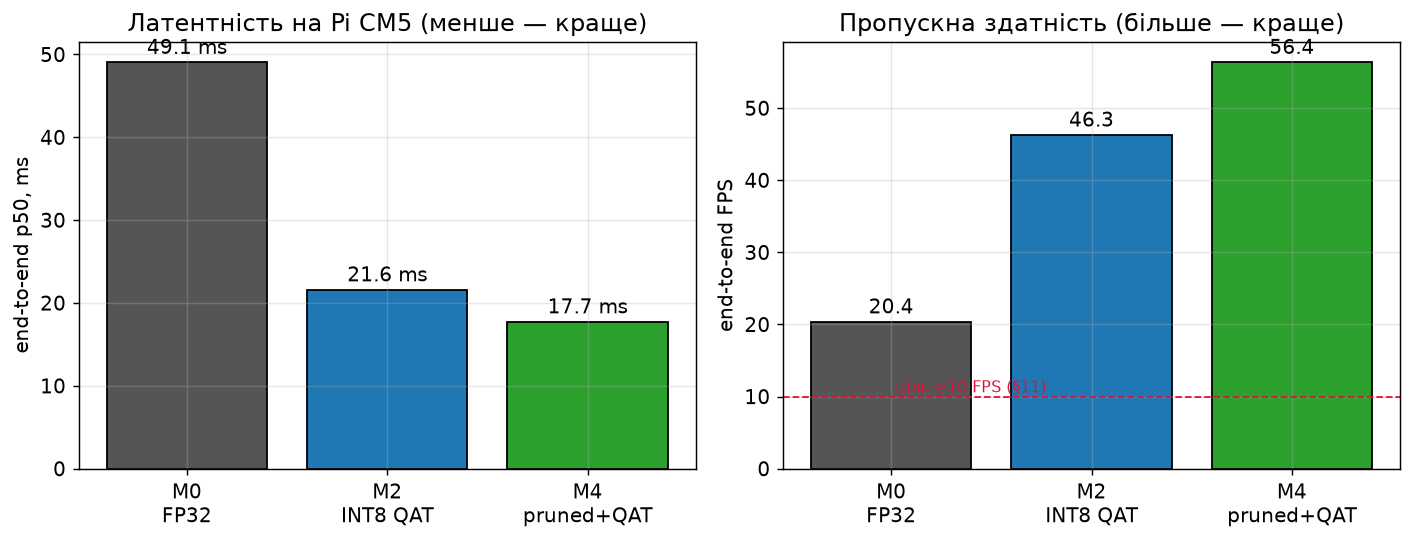 Латентність на Pi CM5 (менше — краще)
49.1 ms
21.6 ms
17.7 ms
50
40
30
20
10
0
end-to-end p50, ms
M0
FP32
M2
INT8 QAT
M4
pruned+QAT
Пропускна здатність (більше — краще)
56.4
46.3
20.4
50
40
30
20
10
0
end-to-end FPS
FPS (§11)
M0
FP32
M2
INT8 QAT
M4
pruned+QAT